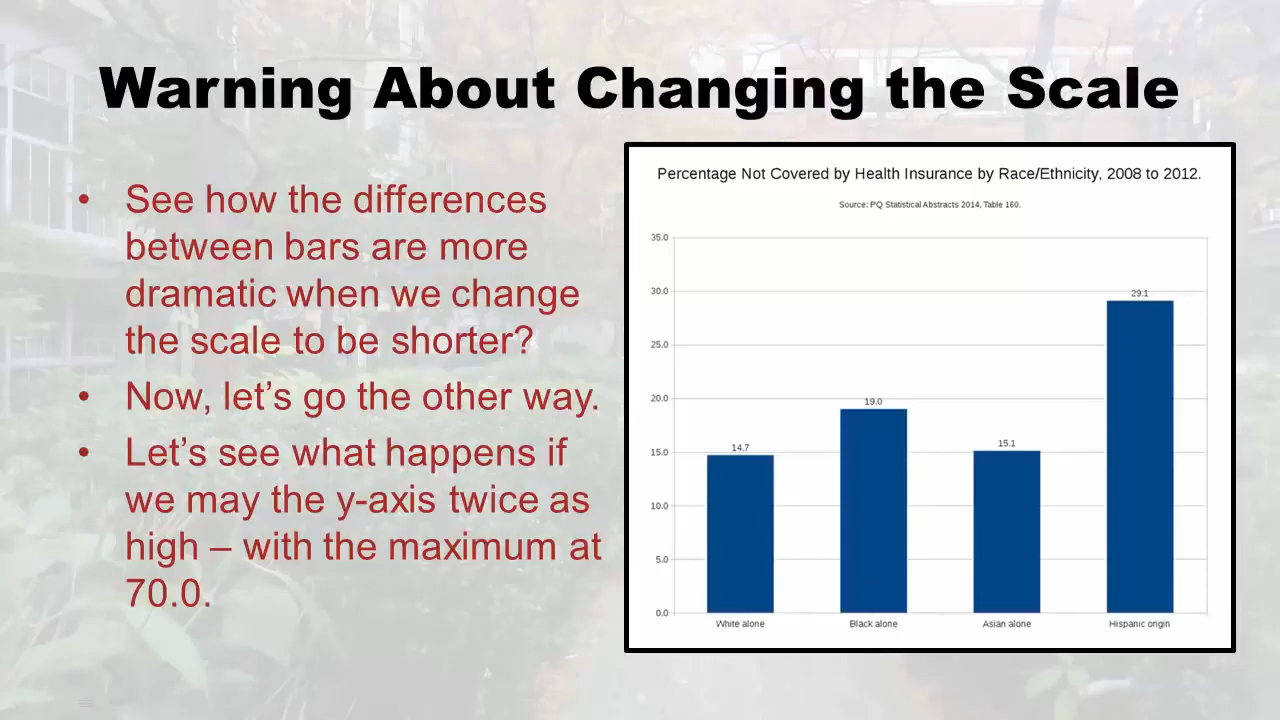 Warning About Changing the Scale
• See how the differences
between bars are more
dramatic when we change
the scale to be shorter?
• Now, let’s go the other way.
• Let’s see what happens if
we may the y-axis twice as
high – with the maximum at
70.0.
Percentage Not Covered by Health Insurance by Race/Ethnicity, 2008 to 2012.
Source: PQ Statistical Abstracts 2014, Table 160.
35.0
30.0
25.0
20.0
15.0
10.0
5.0
0.0
14.7
19.0
15.1
29.1
White alone
Black alone
Asian alone
Hispanic origin